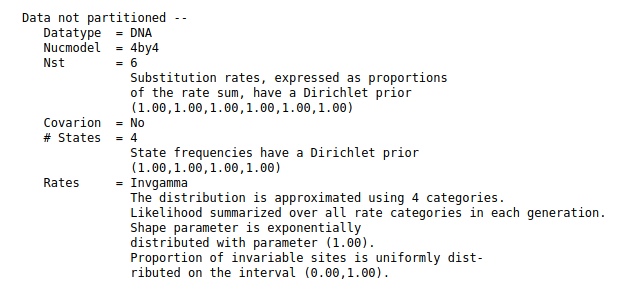 Data not partitioned --
Datatype = DNA
Nucmodel = 4by4
Nst = 6
Substitution rates, expressed as proportions
of the rate sum, have a Dirichlet prior
(1.00,1.00,1.00,1.00,1.00,1.00)
Covarion = No
# States = 4
State frequencies have a Dirichlet prior
(1.00,1.00,1.00,1.00)
Rates = Invgamma
The distribution is approximated using 4 categories.
Likelihood summarized over all rate categories in each generation.
Shape parameter is exponentially
distributed with parameter (1.00).
Proportion of invariable sites is uniformly dist-
ributed on the interval (0.00,1.00).